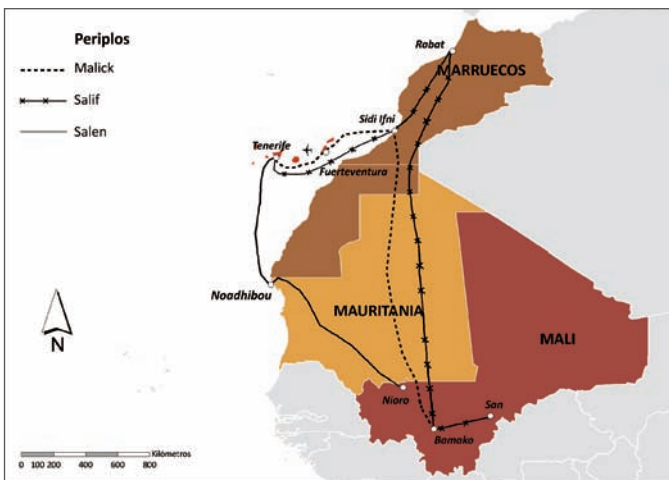 Periplos
Malick
Salif
Salen
Rabat
MARRUECOS
Sidi Ifni
Tenerife
Fuerteventura
Noadhibou
N
MAURITANIA
MALI
Nioro
San
Bamako
Kilómetros
0 100 200 400 600 800